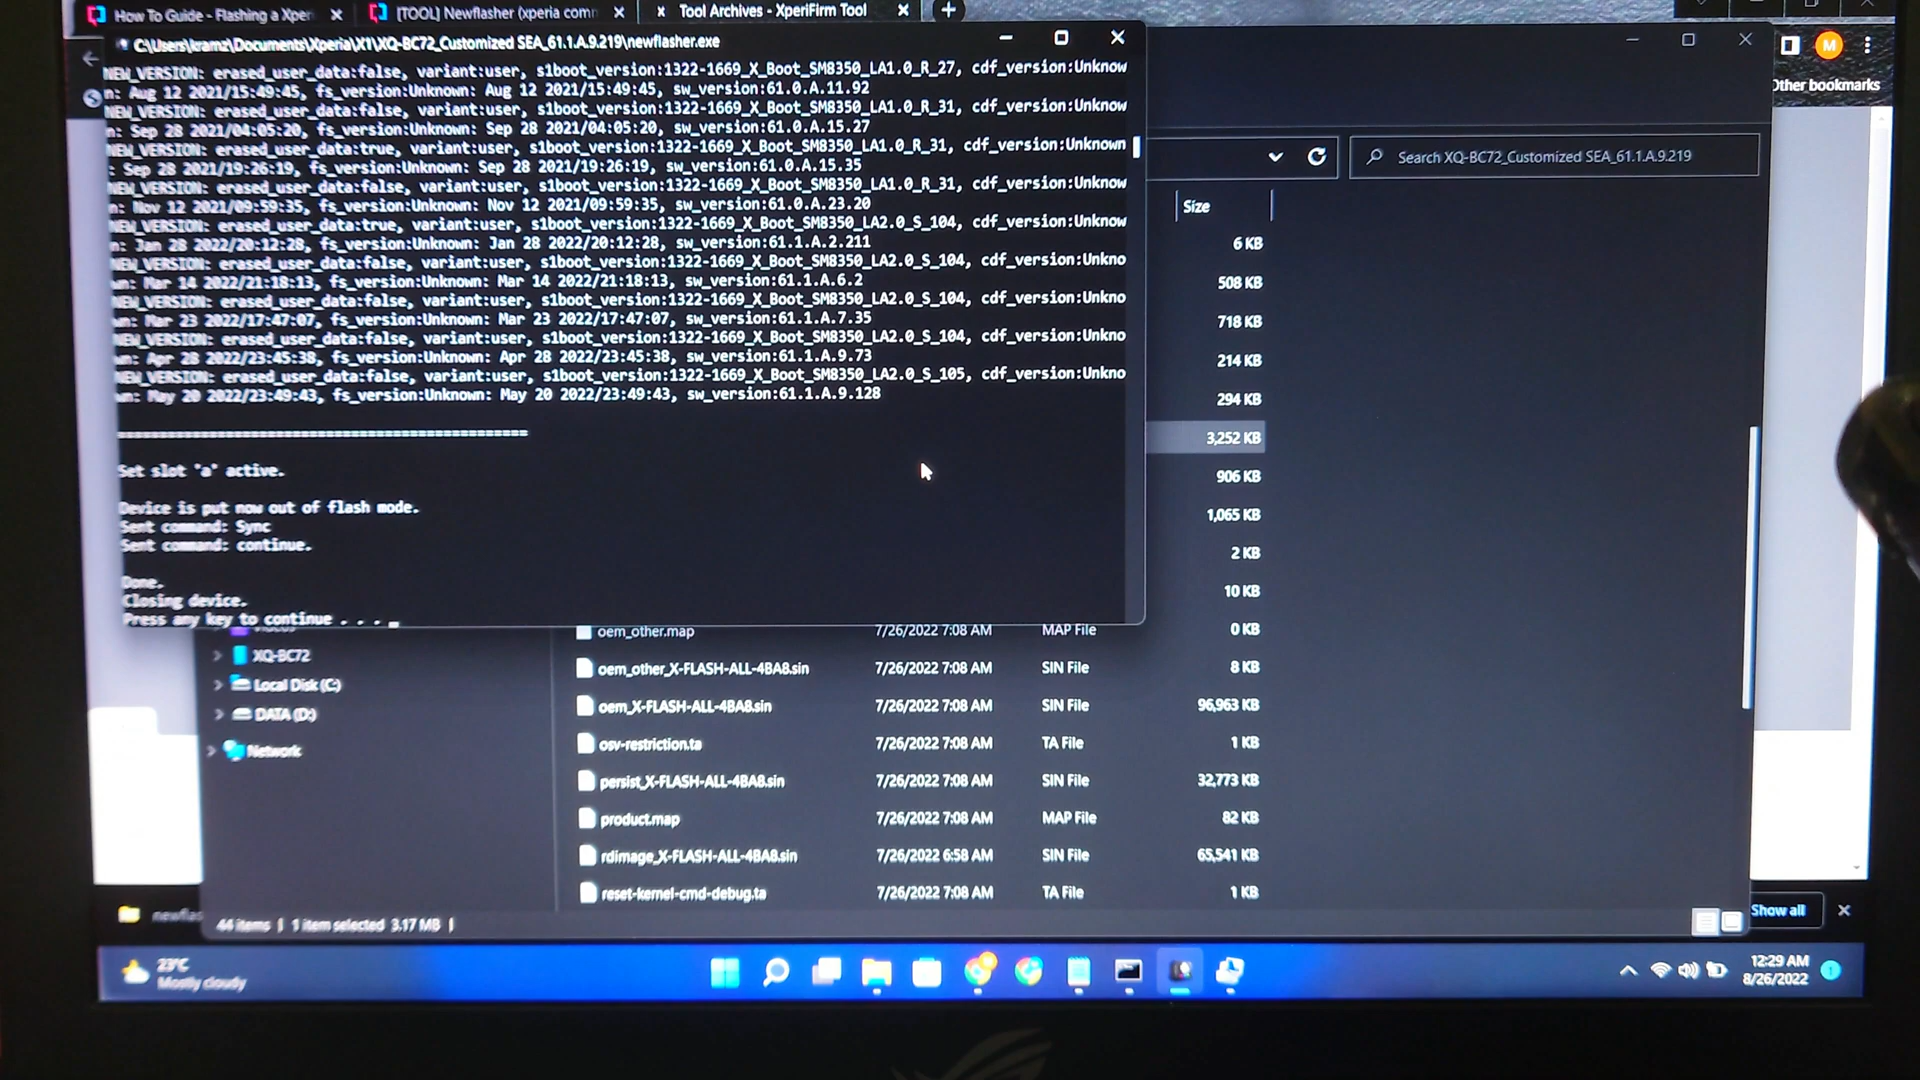 How To Guide - Flashing a Xper
[TOOL] Newflasher (xperia com
Tool Archives - XperiFirm Tool
C:\Users\kramz\Documents\Xperia\X1\XQ-BC72_Customized SEA_61.1.A.9.219\newflasher.exe
M
Other bookmarks
NEW_VERSION: erased_user_data:false, variant:user, s1boot_version:1322-1669_X_Boot_SM8350_LA1.0_R_27, cdf_version:Unknow
n: Aug 12 2021/15:49:45, fs_version:Unknown: Aug 12 2021/15:49:45, sw_version:61.0.A.11.92
NEW_VERSION: erased_user_data:false, variant:user, s1boot_version:1322-1669_X_Boot_SM8350_LA1.0_R_31, cdf_version:Unknow
n: Sep 28 2021/04:05:20, fs_version:Unknown: Sep 28 2021/04:05:20, sw_version:61.0.A.15.27
NEW_VERSION: erased_user_data:true, variant:user, s1boot_version:1322-1669_X_Boot_SM8350_LA1.0_R_31, cdf_version:Unknown
: Sep 28 2021/19:26:19, fs_version:Unknown: Sep 28 2021/19:26:19, sw_version:61.0.A.15.35
NEW_VERSION: erased_user_data:false, variant:user, s1boot_version:1322-1669_X_Boot_SM8350_LA1.0_R_31, cdf_version:Unknow
n: Nov 12 2021/09:59:35, fs_version:Unknown: Nov 12 2021/09:59:35, sw_version:61.0.A.23.20
NEW_VERSION: erased_user_data:true, variant:user, s1boot_version:1322-1669_X_Boot_SM8350_LA2.0_S_104, cdf_version:Unknow
n: Jan 28 2022/20:12:28, fs_version:Unknown: Jan 28 2022/20:12:28, sw_version:61.1.A.2.211
NEW_VERSION: erased_user_data:false, variant:user, s1boot_version:1322-1669_X_Boot_SM8350_LA2.0_S_104, cdf_version:Unkno
wn: Mar 14 2022/21:18:13, fs_version:Unknown: Mar 14 2022/21:18:13, sw_version:61.1.A.6.2
NEW_VERSION: erased_user_data:false, variant:user, s1boot_version:1322-1669_X_Boot_SM8350_LA2.0_S_104, cdf_version:Unkno
wn: Mar 23 2022/17:47:07, fs_version:Unknown: Mar 23 2022/17:47:07, sw_version:61.1.A.7.35
NEW_VERSION: erased_user_data:false, variant:user, s1boot_version:1322-1669_X_Boot_SM8350_LA2.0_S_104, cdf_version:Unkno
wn: Apr 28 2022/23:45:38, fs_version:Unknown: Apr 28 2022/23:45:38, sw_version:61.1.A.9.73
NEW_VERSION: erased_user_data:false, variant:user, s1boot_version:1322-1669_X_Boot_SM8350_LA2.0_S_105, cdf_version:Unkno
wn: May 20 2022/23:49:43, fs_version:Unknown: May 20 2022/23:49:43, sw_version:61.1.A.9.128
Set slot 'a' active.
Device is put now out of flash mode.
Sent command: Sync
Sent command: continue.
Done.
Closing device.
Press any key to continue . . .
Search XQ-BC72_Customized SEA_61.1.A.9.219
Size
6 KB
508 KB
718 KB
214 KB
294 KB
3,252 KB
906 KB
1,065 KB
2 KB
10 KB
Videos
XQ-BC72
Local Disk (C:)
DATA (D:)
Network
oem_other.map 7/26/2022 7:08 AM MAP File 0 KB
oem_other_X-FLASH-ALL-4BA8.sin 7/26/2022 7:08 AM SIN File 8 KB
oem_X-FLASH-ALL-4BA8.sin 7/26/2022 7:08 AM SIN File 96,963 KB
osv-restriction.ta 7/26/2022 7:08 AM TA File 1 KB
persist_X-FLASH-ALL-4BA8.sin 7/26/2022 7:08 AM SIN File 32,773 KB
product.map 7/26/2022 7:08 AM MAP File 82 KB
rdimage_X-FLASH-ALL-4BA8.sin 7/26/2022 6:58 AM SIN File 65,541 KB
reset-kernel-cmd-debug.ta 7/26/2022 7:08 AM TA File 1 KB
newflas
44 items | 1 item selected 3.17 MB |
Show all
23°C
Mostly cloudy
12:29 AM
8/26/2022
1